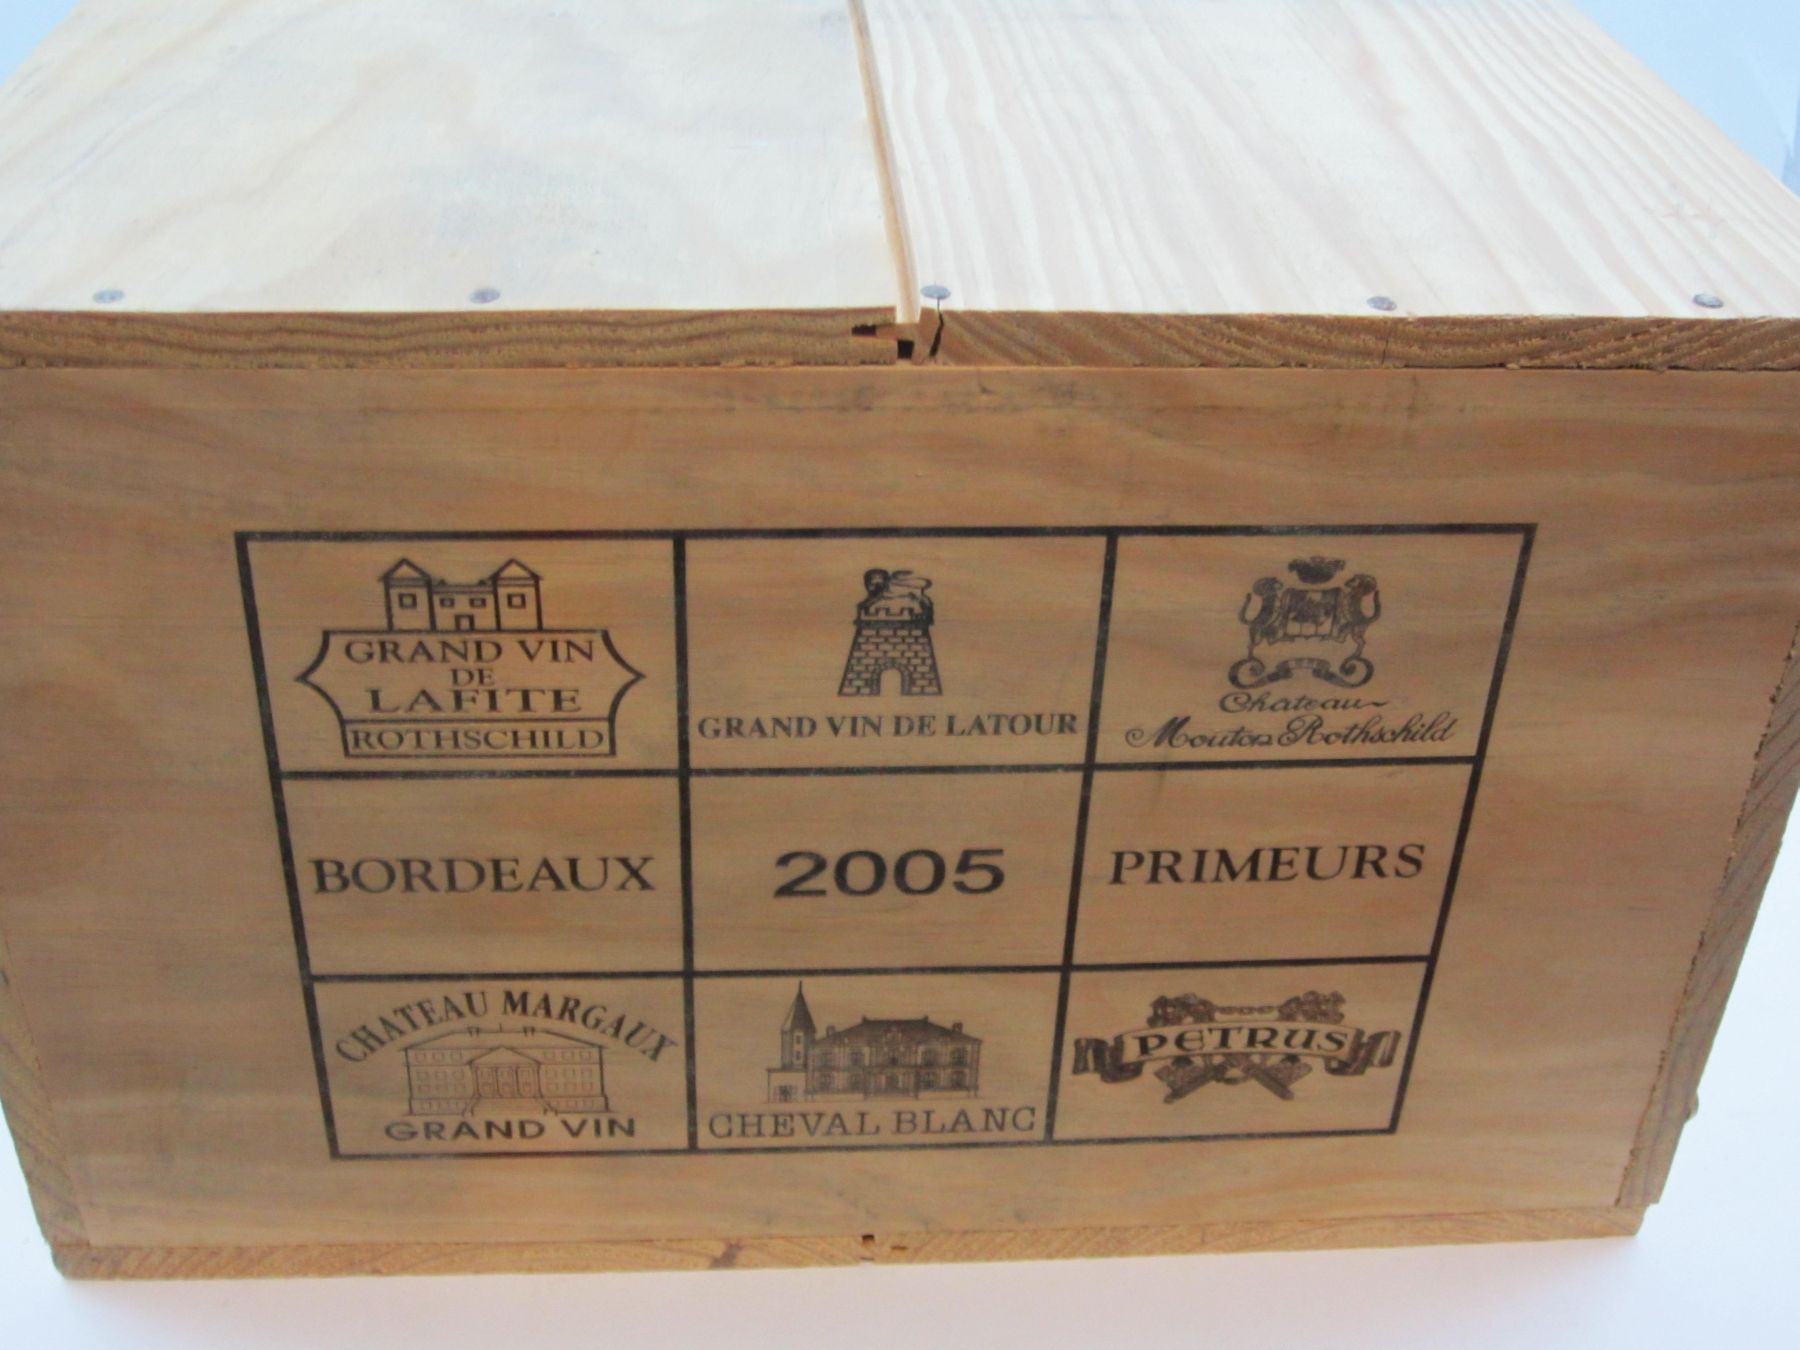 GRAND VIN
DE
LAFITE
ROTHSCHILD
GRAND VIN DE LATOUR
Chateau
Mouton Rothschild
BORDEAUX
2005
PRIMEURS
CHATEAU MARGAUX
GRAND VIN
CHEVAL BLANC
PETRUS